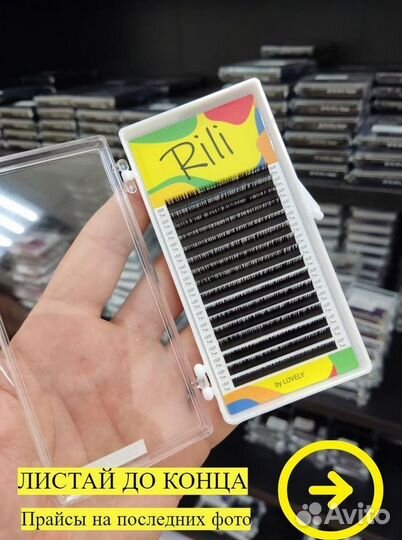 Rili
by LOVELY
ЛИСТАЙ ДО КОНЦА
Прайсы на последних фото
Avito